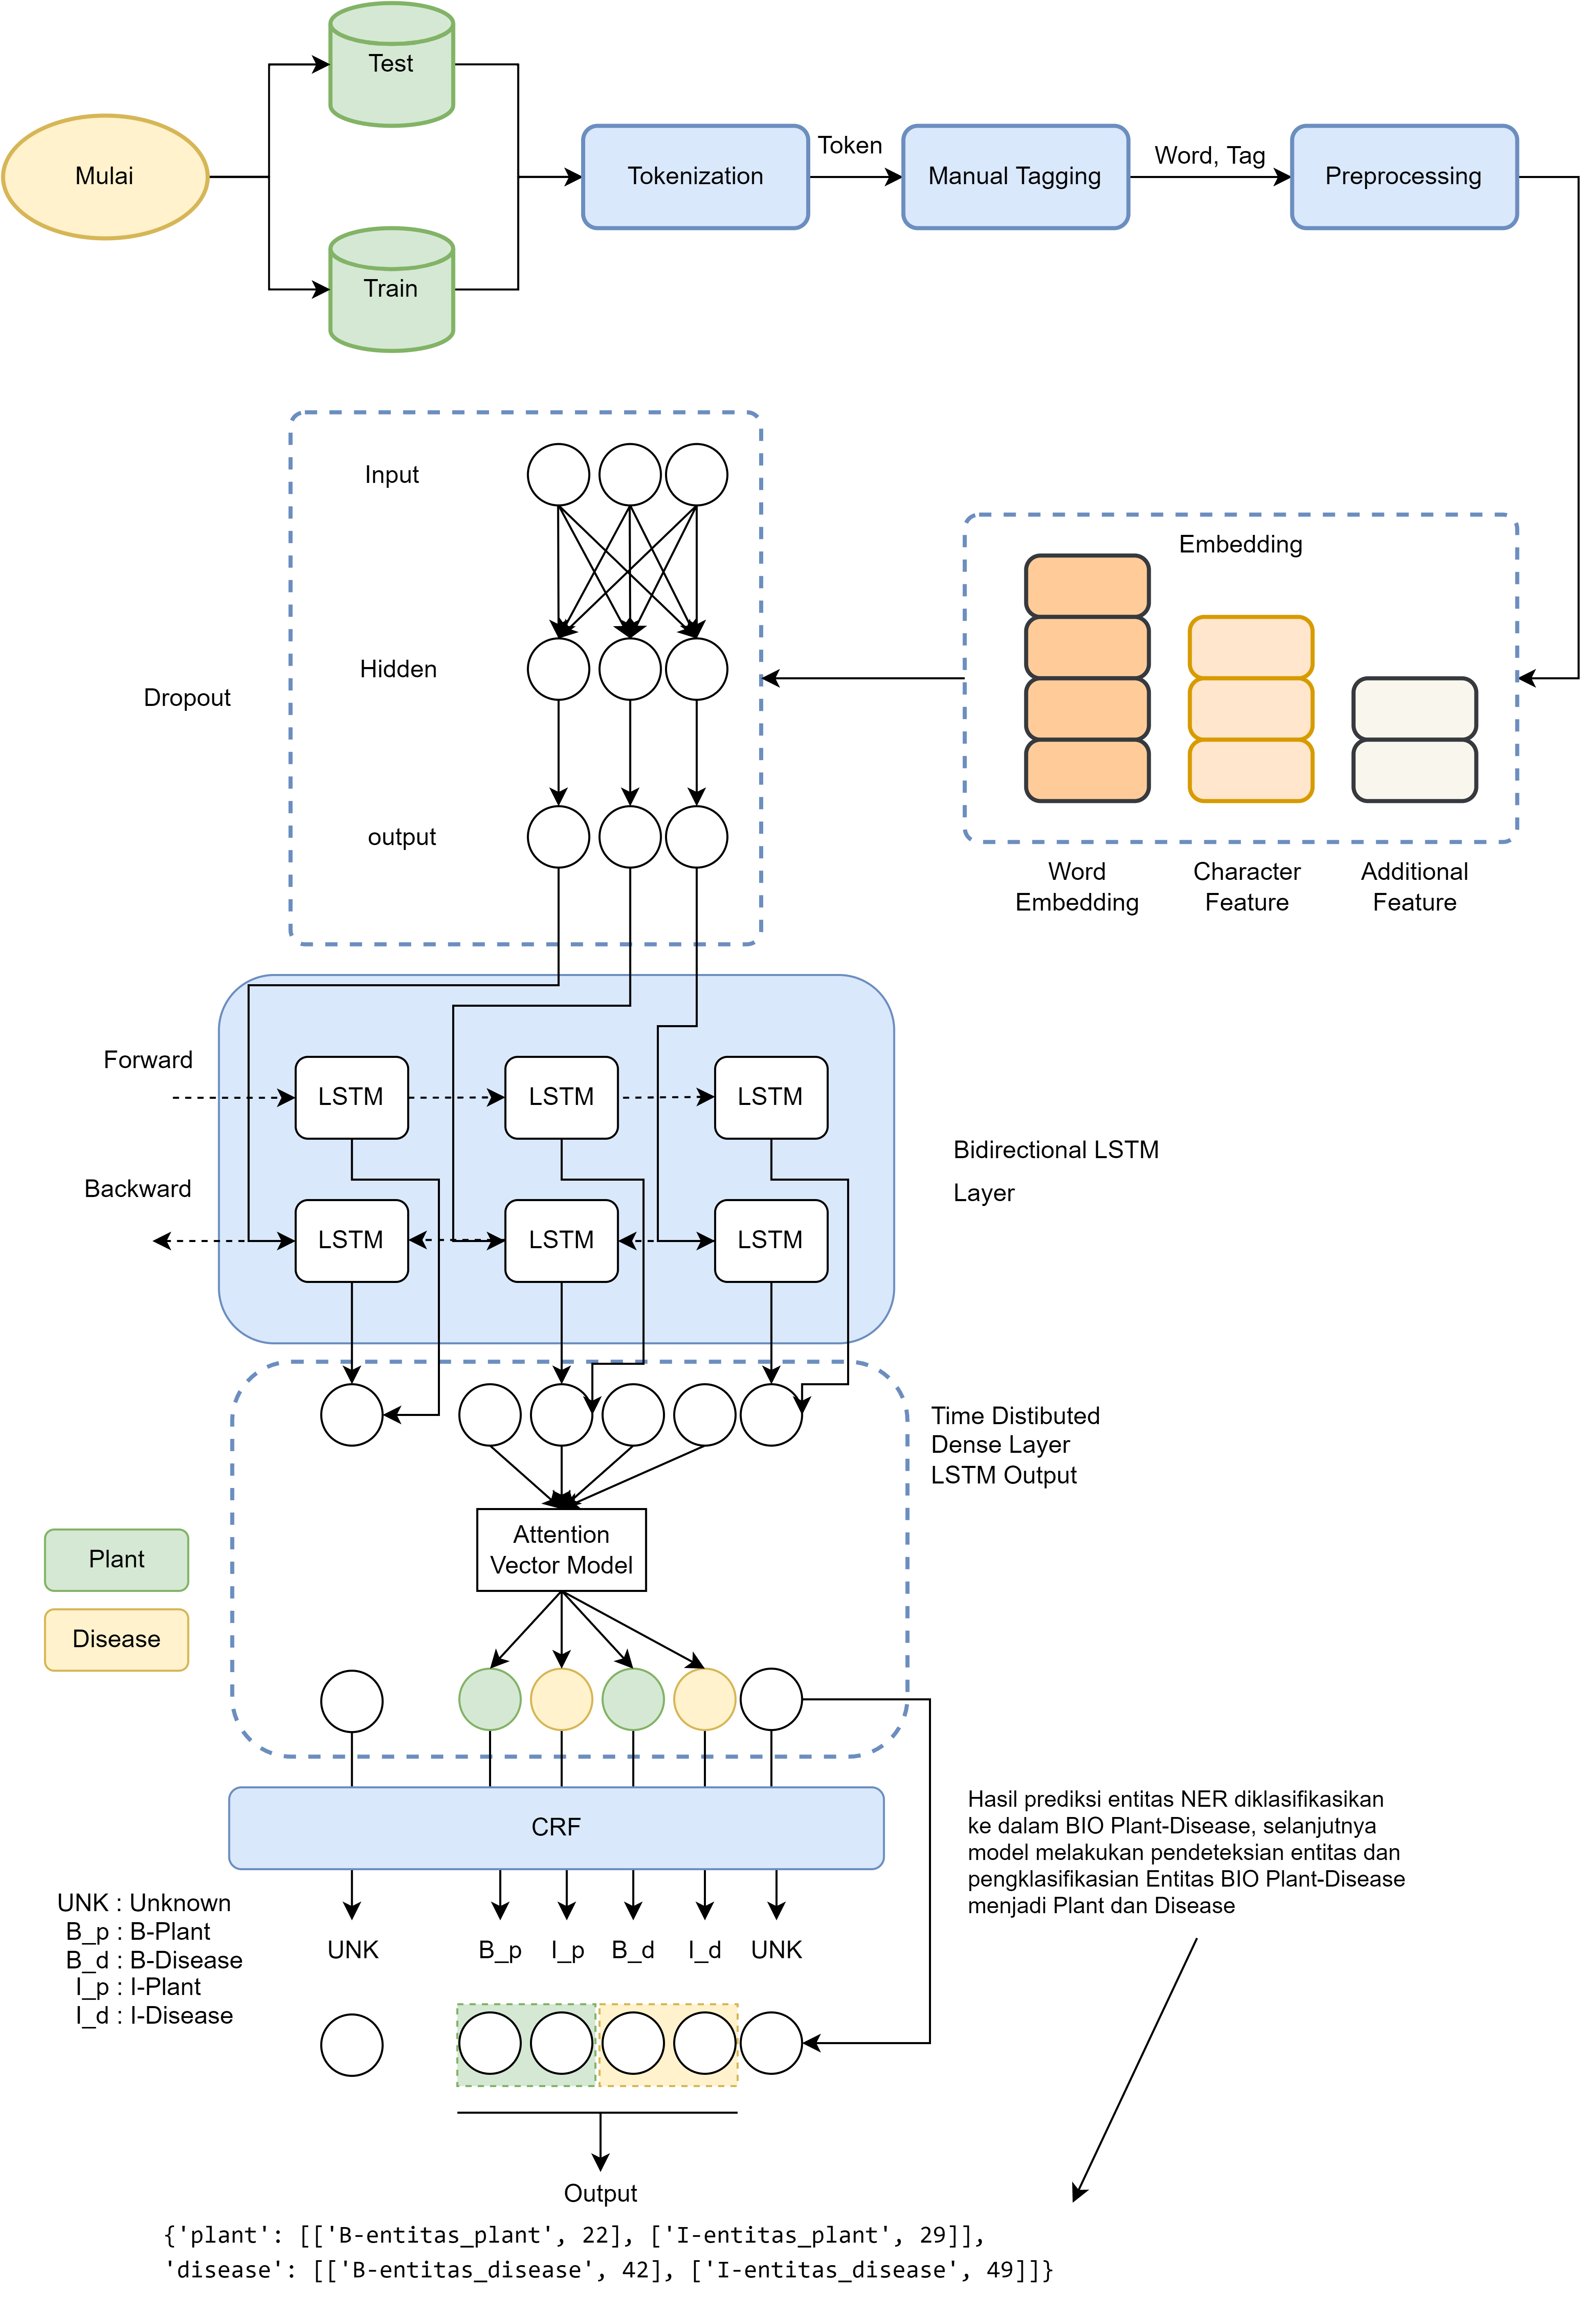 Test
Mulai
Tokenization
Token
Manual Tagging
Word, Tag
Preprocessing
Train
Input
Hidden
Dropout
output
Embedding
Word
Embedding
Character
Feature
Additional
Feature
Forward
LSTM
LSTM
LSTM
Backward
LSTM
LSTM
LSTM
Bidirectional LSTM
Layer
Time Distibuted
Dense Layer
LSTM Output
Attention
Vector Model
Plant
Disease
CRF
Hasil prediksi entitas NER diklasifikasikan
ke dalam BIO Plant-Disease, selanjutnya
model melakukan pendeteksian entitas dan
pengklasifikasian Entitas BIO Plant-Disease
menjadi Plant dan Disease
UNK : Unknown
B_p : B-Plant
B_d : B-Disease
I_p : I-Plant
I_d : I-Disease
UNK
B_p
I_p
B_d
I_d
UNK
Output
{'plant': [['B-entitas_plant', 22], ['I-entitas_plant', 29]],
'disease': [['B-entitas_disease', 42], ['I-entitas_disease', 49]]}